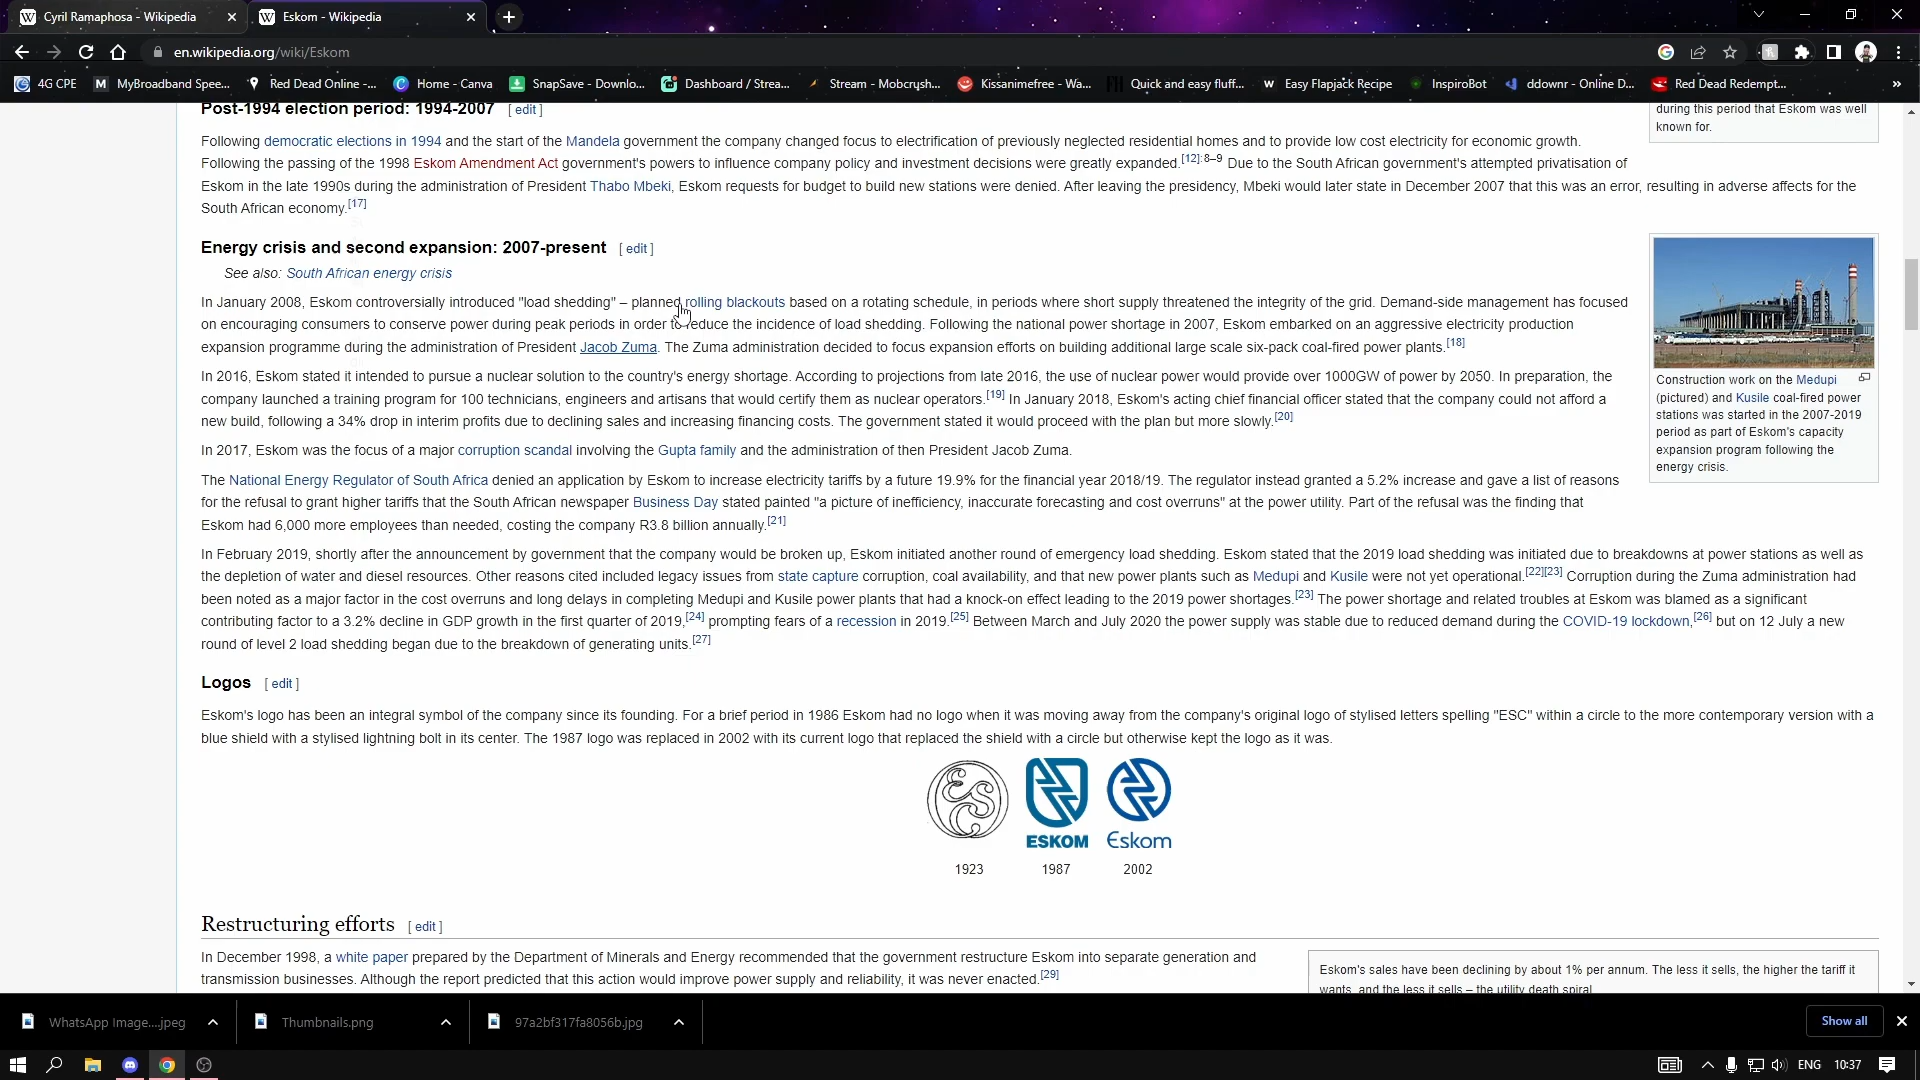 Cyril Ramaphosa - Wikipedia
Eskom - Wikipedia
en.wikipedia.org/wiki/Eskom
4G CPE
MyBroadband Spee...
Red Dead Online -...
Home - Canva
SnapSave - Downlo...
Dashboard / Strea...
Stream - Mobcrush...
Kissanimefree - Wa...
Quick and easy fluff...
Easy Flapjack Recipe
InspiroBot
ddownr - Online D...
Red Dead Redempt...
Post-1994 election period: 1994-2007 [ edit ]
Following democratic elections in 1994 and the start of the Mandela government the company changed focus to electrification of previously neglected residential homes and to provide low cost electricity for economic growth.
Following the passing of the 1998 Eskom Amendment Act government's powers to influence company policy and investment decisions were greatly expanded.[12]:8–9 Due to the South African government's attempted privatisation of
Eskom in the late 1990s during the administration of President Thabo Mbeki, Eskom requests for budget to build new stations were denied. After leaving the presidency, Mbeki would later state in December 2007 that this was an error, resulting in adverse affects for the
South African economy.[17]
during this period that Eskom was well
known for.
Energy crisis and second expansion: 2007-present [ edit ]
See also: South African energy crisis
In January 2008, Eskom controversially introduced "load shedding" – planned rolling blackouts based on a rotating schedule, in periods where short supply threatened the integrity of the grid. Demand-side management has focused
on encouraging consumers to conserve power during peak periods in order to reduce the incidence of load shedding. Following the national power shortage in 2007, Eskom embarked on an aggressive electricity production
expansion programme during the administration of President Jacob Zuma. The Zuma administration decided to focus expansion efforts on building additional large scale six-pack coal-fired power plants.[18]
In 2016, Eskom stated it intended to pursue a nuclear solution to the country's energy shortage. According to projections from late 2016, the use of nuclear power would provide over 1000GW of power by 2050. In preparation, the
company launched a training program for 100 technicians, engineers and artisans that would certify them as nuclear operators.[19] In January 2018, Eskom's acting chief financial officer stated that the company could not afford a
new build, following a 34% drop in interim profits due to declining sales and increasing financing costs. The government stated it would proceed with the plan but more slowly.[20]
In 2017, Eskom was the focus of a major corruption scandal involving the Gupta family and the administration of then President Jacob Zuma.
The National Energy Regulator of South Africa denied an application by Eskom to increase electricity tariffs by a future 19.9% for the financial year 2018/19. The regulator instead granted a 5.2% increase and gave a list of reasons
for the refusal to grant higher tariffs that the South African newspaper Business Day stated painted "a picture of inefficiency, inaccurate forecasting and cost overruns" at the power utility. Part of the refusal was the finding that
Eskom had 6,000 more employees than needed, costing the company R3.8 billion annually.[21]
Construction work on the Medupi
(pictured) and Kusile coal-fired power
stations was started in the 2007-2019
period as part of Eskom's capacity
expansion program following the
energy crisis.
In February 2019, shortly after the announcement by government that the company would be broken up, Eskom initiated another round of emergency load shedding. Eskom stated that the 2019 load shedding was initiated due to breakdowns at power stations as well as
the depletion of water and diesel resources. Other reasons cited included legacy issues from state capture corruption, coal availability, and that new power plants such as Medupi and Kusile were not yet operational.[22][23] Corruption during the Zuma administration had
been noted as a major factor in the cost overruns and long delays in completing Medupi and Kusile power plants that had a knock-on effect leading to the 2019 power shortages.[23] The power shortage and related troubles at Eskom was blamed as a significant
contributing factor to a 3.2% decline in GDP growth in the first quarter of 2019,[24] prompting fears of a recession in 2019.[25] Between March and July 2020 the power supply was stable due to reduced demand during the COVID-19 lockdown,[26] but on 12 July a new
round of level 2 load shedding began due to the breakdown of generating units.[27]
Logos [ edit ]
Eskom's logo has been an integral symbol of the company since its founding. For a brief period in 1986 Eskom had no logo when it was moving away from the company's original logo of stylised letters spelling "ESC" within a circle to the more contemporary version with a
blue shield with a stylised lightning bolt in its center. The 1987 logo was replaced in 2002 with its current logo that replaced the shield with a circle but otherwise kept the logo as it was.
ESC
ESKOM
Eskom
1923
1987
2002
Restructuring efforts [ edit ]
In December 1998, a white paper prepared by the Department of Minerals and Energy recommended that the government restructure Eskom into separate generation and
transmission businesses. Although the report predicted that this action would improve power supply and reliability, it was never enacted.[29]
Eskom's sales have been declining by about 1% per annum. The less it sells, the higher the tariff it
wants, and the less it sells – the utility death spiral
WhatsApp Image....jpeg
Thumbnails.png
97a2bf317fa8056b.jpg
Show all
ENG
10:37